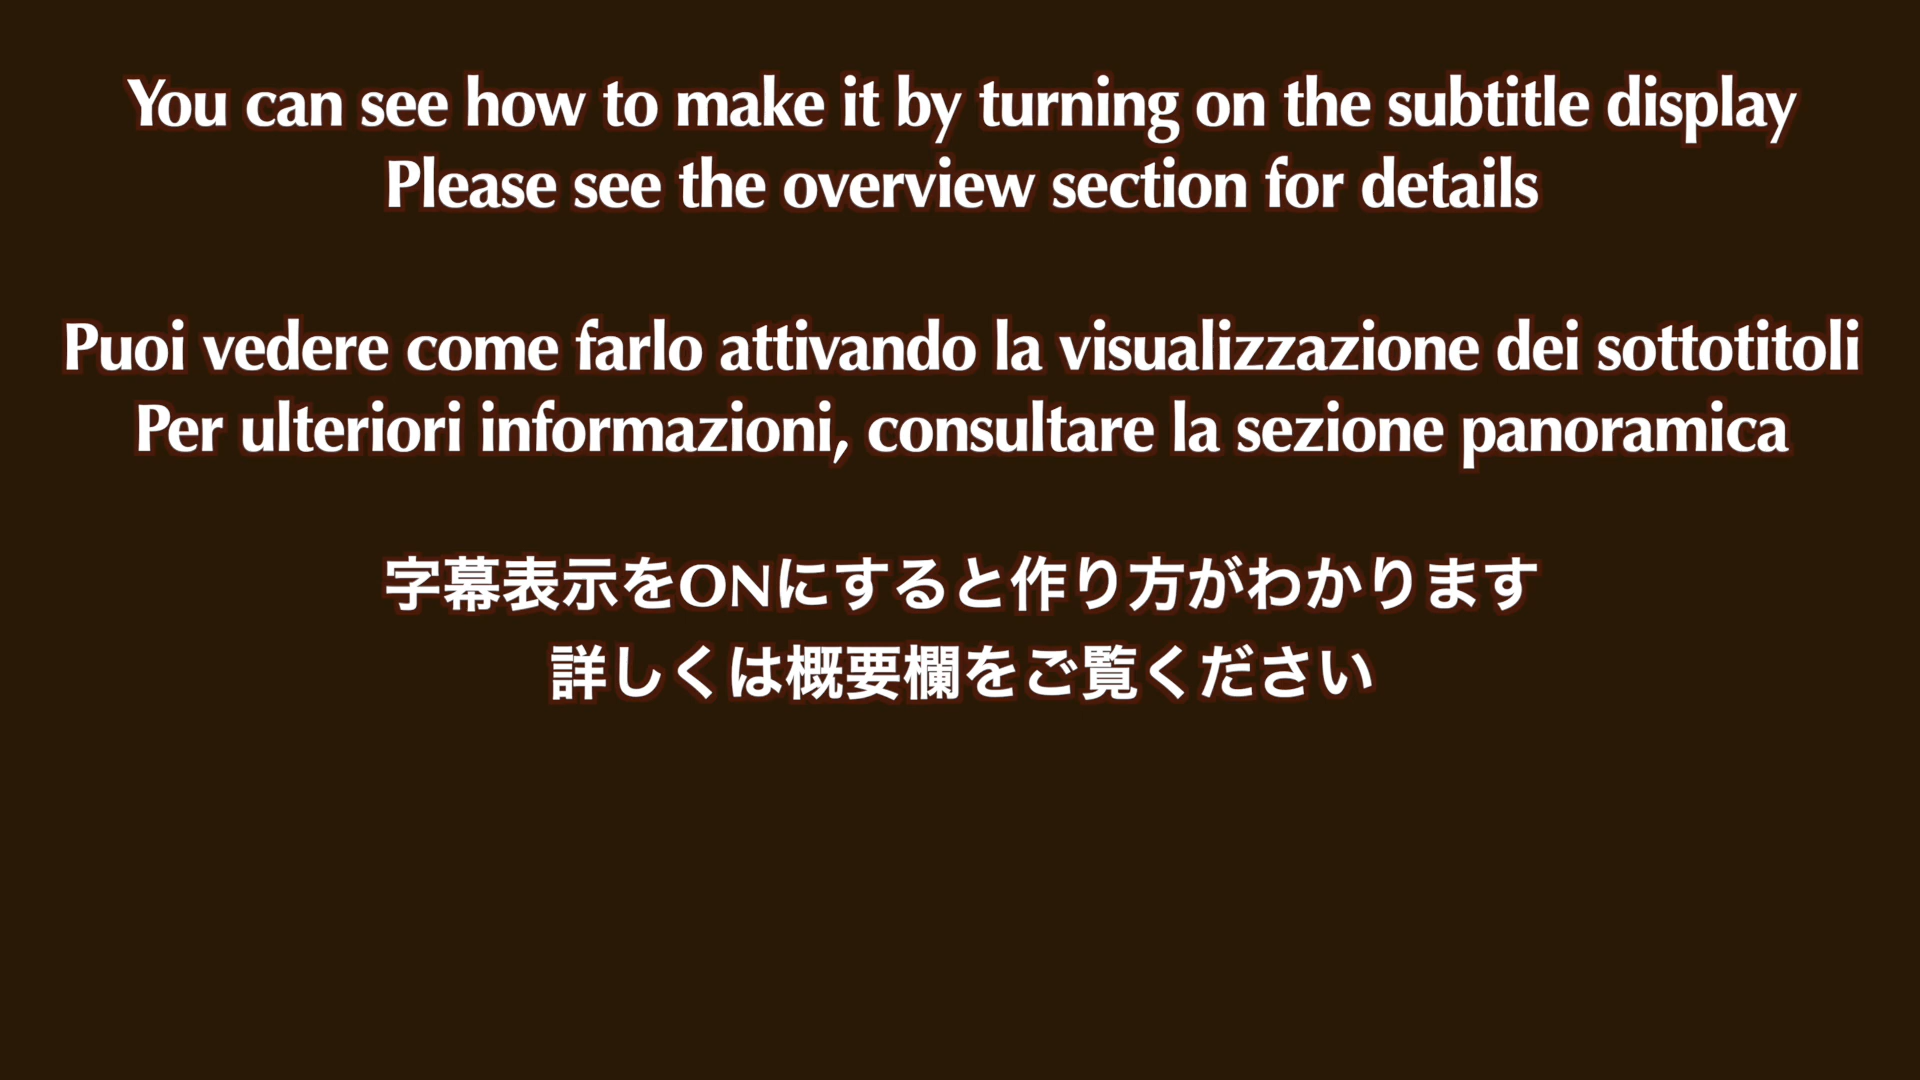 You can see how to make it by turning on the subtitle display
Please see the overview section for details
Puoi vedere come farlo attivando la visualizzazione dei sottotitoli
Per ulteriori informazioni, consultare la sezione panoramica
字幕表示をONにすると作り方がわかります
詳しくは概要欄をご覧ください